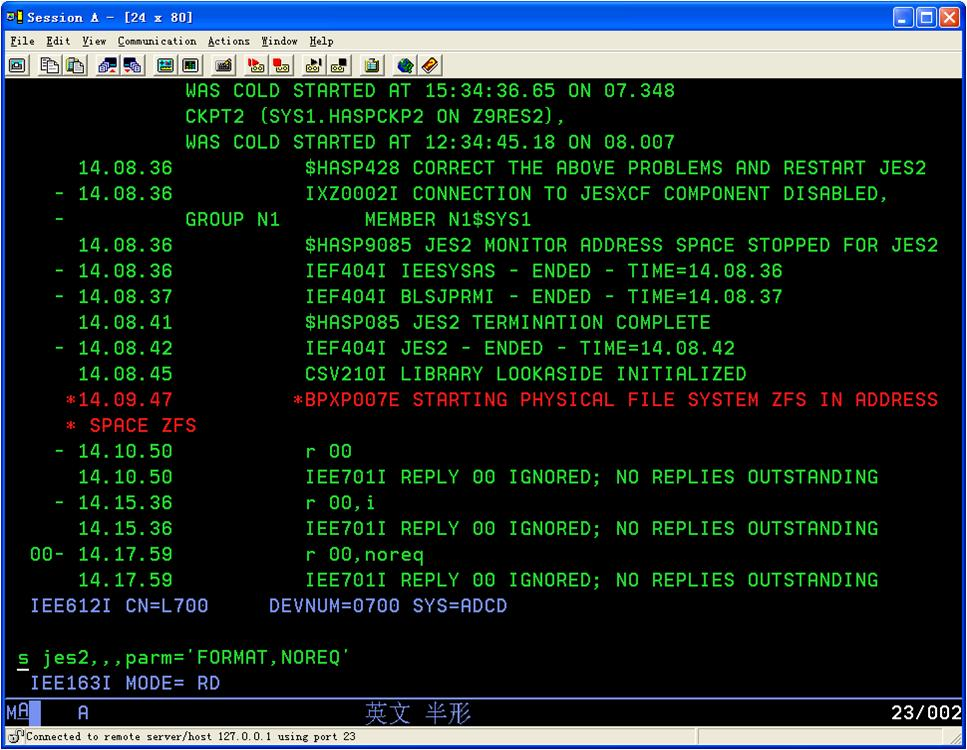 Session A - [24 x 80]
File Edit View Communication Actions Window Help
WAS COLD STARTED AT 15:34:36.65 ON 07.348
CKPT2 (SYS1.HASPCKP2 ON Z9RES2),
WAS COLD STARTED AT 12:34:45.18 ON 08.007
14.08.36 $HASP428 CORRECT THE ABOVE PROBLEMS AND RESTART JES2
- 14.08.36 IXZ0002I CONNECTION TO JESXCF COMPONENT DISABLED,
- GROUP N1 MEMBER N1$SYS1
14.08.36 $HASP9085 JES2 MONITOR ADDRESS SPACE STOPPED FOR JES2
- 14.08.36 IEF404I IEESYSAS - ENDED - TIME=14.08.36
- 14.08.37 IEF404I BLSJPRMI - ENDED - TIME=14.08.37
14.08.41 $HASP085 JES2 TERMINATION COMPLETE
- 14.08.42 IEF404I JES2 - ENDED - TIME=14.08.42
14.08.45 CSV210I LIBRARY LOOKASIDE INITIALIZED
*14.09.47 *BPXP007E STARTING PHYSICAL FILE SYSTEM ZFS IN ADDRESS
* SPACE ZFS
- 14.10.50 r 00
14.10.50 IEE701I REPLY 00 IGNORED; NO REPLIES OUTSTANDING
- 14.15.36 r 00,i
14.15.36 IEE701I REPLY 00 IGNORED; NO REPLIES OUTSTANDING
00- 14.17.59 r 00,noreq
14.17.59 IEE701I REPLY 00 IGNORED; NO REPLIES OUTSTANDING
IEE612I CN=L700 DEVNUM=0700 SYS=ADCD
s jes2,,,parm='FORMAT,NOREQ'
IEE163I MODE= RD
MA A 英文 半形 23/002
Connected to remote server/host 127.0.0.1 using port 23